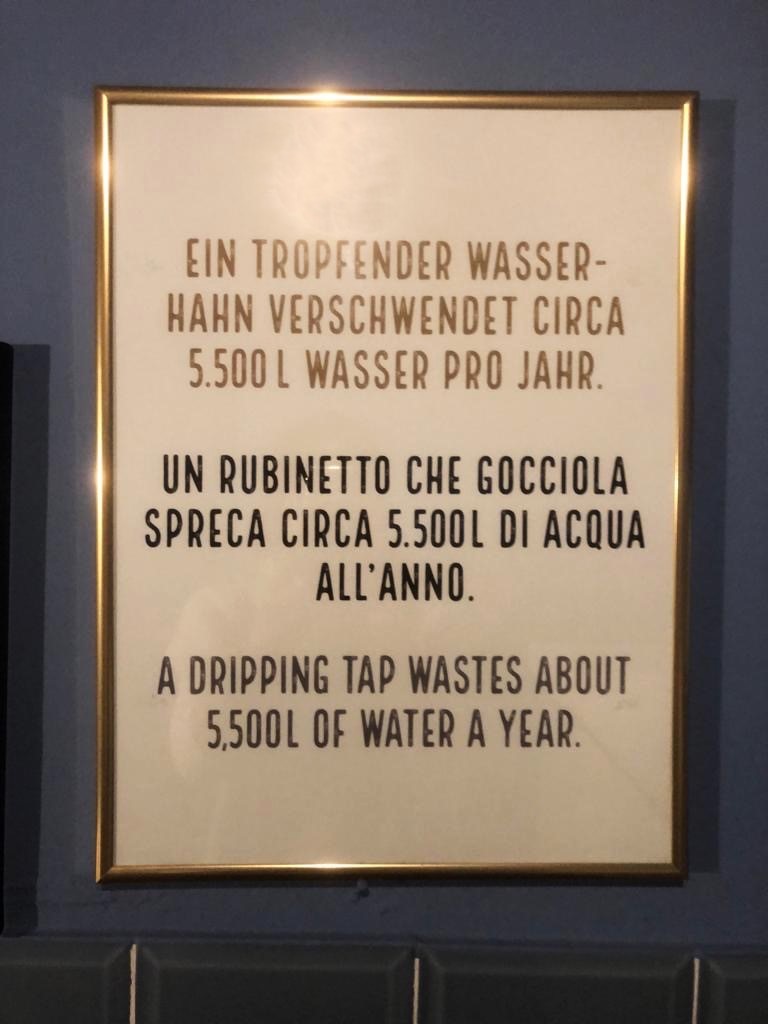 EIN TROPFENDER WASSER-
HAHN VERSCHWENDET CIRCA
5.500 L WASSER PRO JAHR.
UN RUBINETTO CHE GOCCIOLA
SPRECA CIRCA 5.500L DI ACQUA
ALL'ANNO.
A DRIPPING TAP WASTES ABOUT
5,500L OF WATER A YEAR.